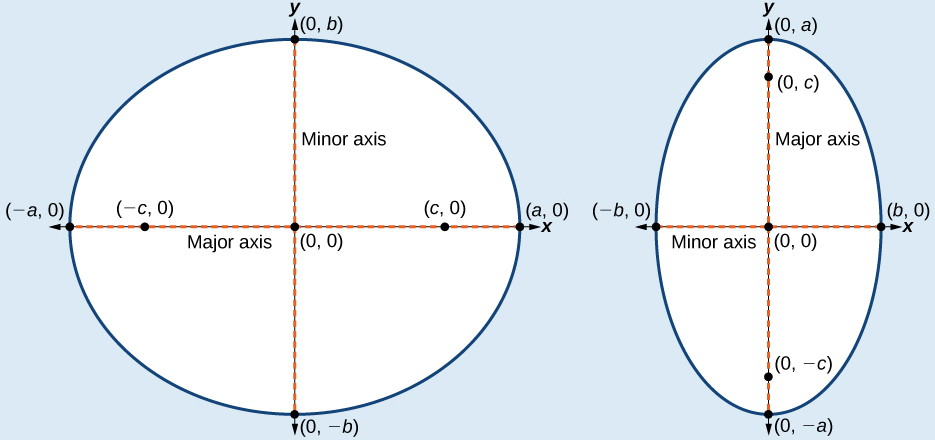 y
(0, b)
Minor axis
(−a, 0)
(−c, 0)
(c, 0)
(a, 0)
x
Major axis
(0, 0)
(0, −b)
y
(0, a)
(0, c)
Major axis
(−b, 0)
(b, 0)
x
Minor axis
(0, 0)
(0, −c)
(0, −a)